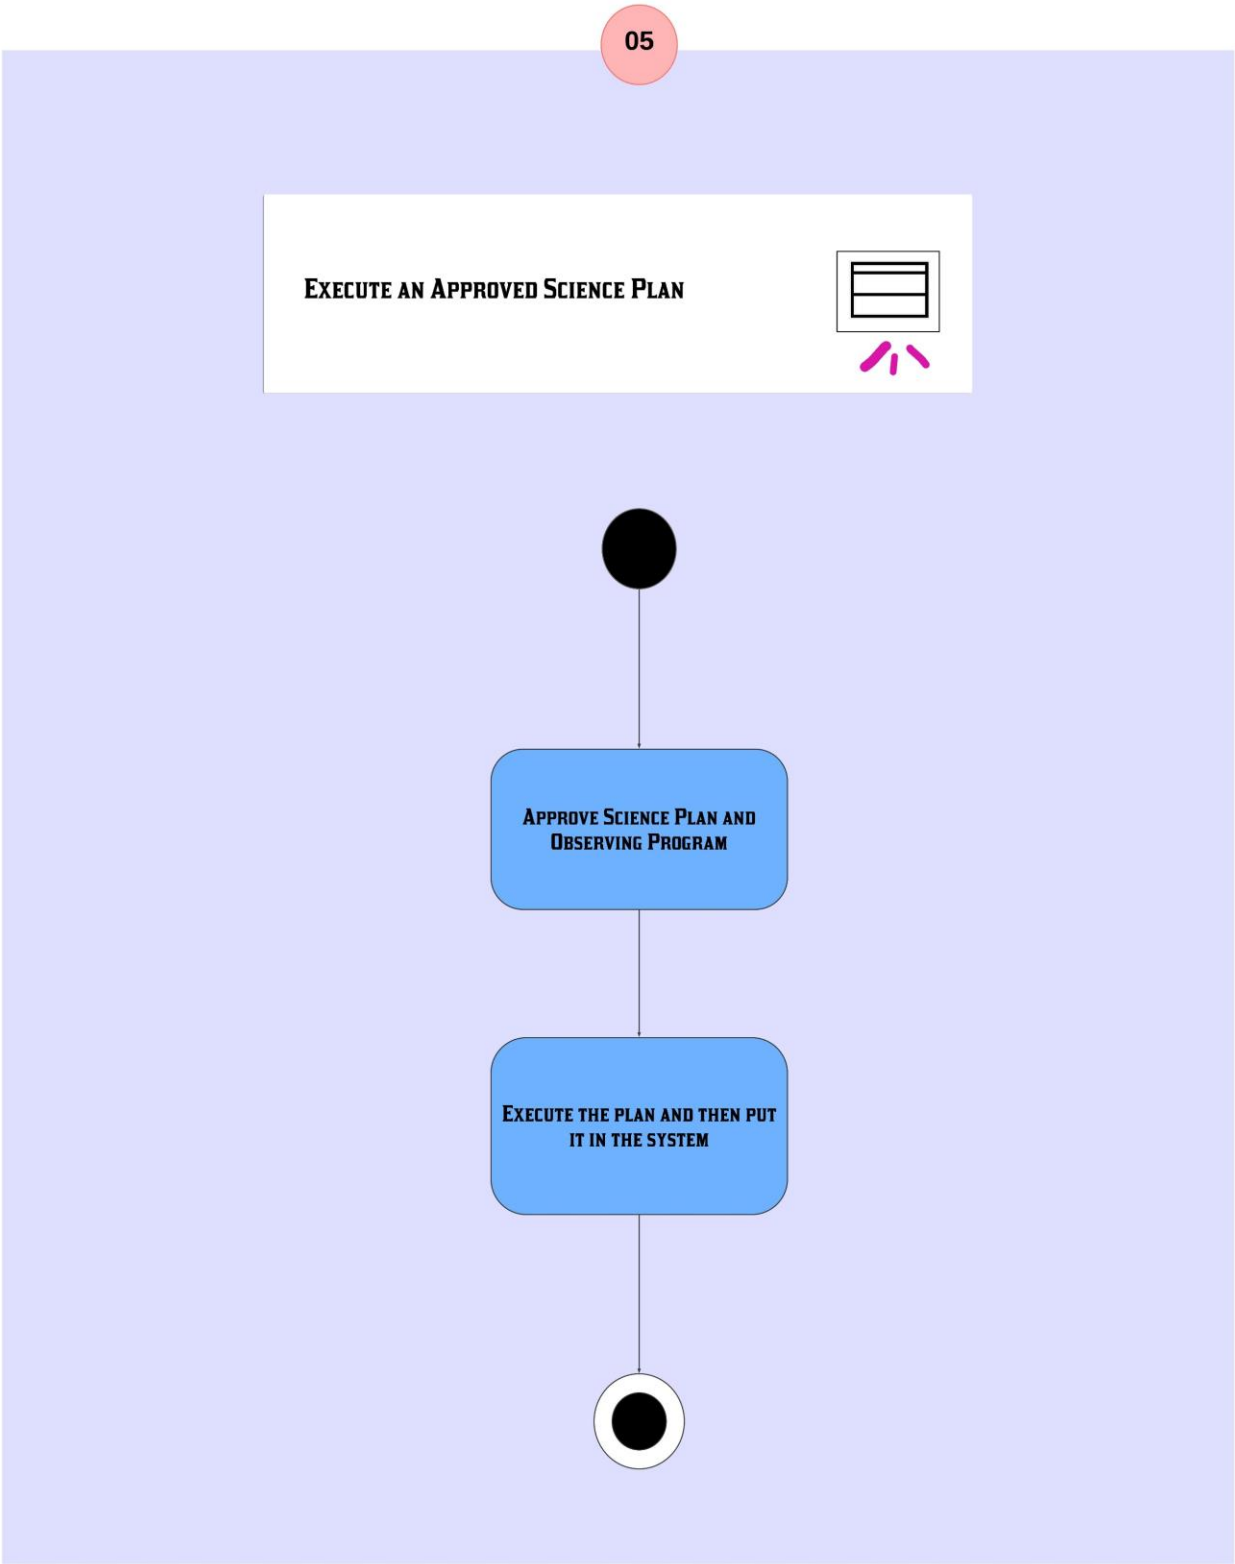 05
Execute an Approved Science Plan
Approve Science Plan and
Observing Program
Execute the plan and then put
it in the system